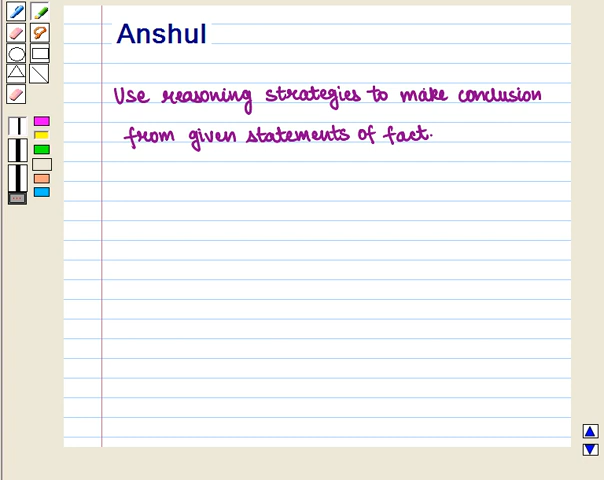 Anshul
Use reasoning strategies to make conclusion
from given statements of fact.